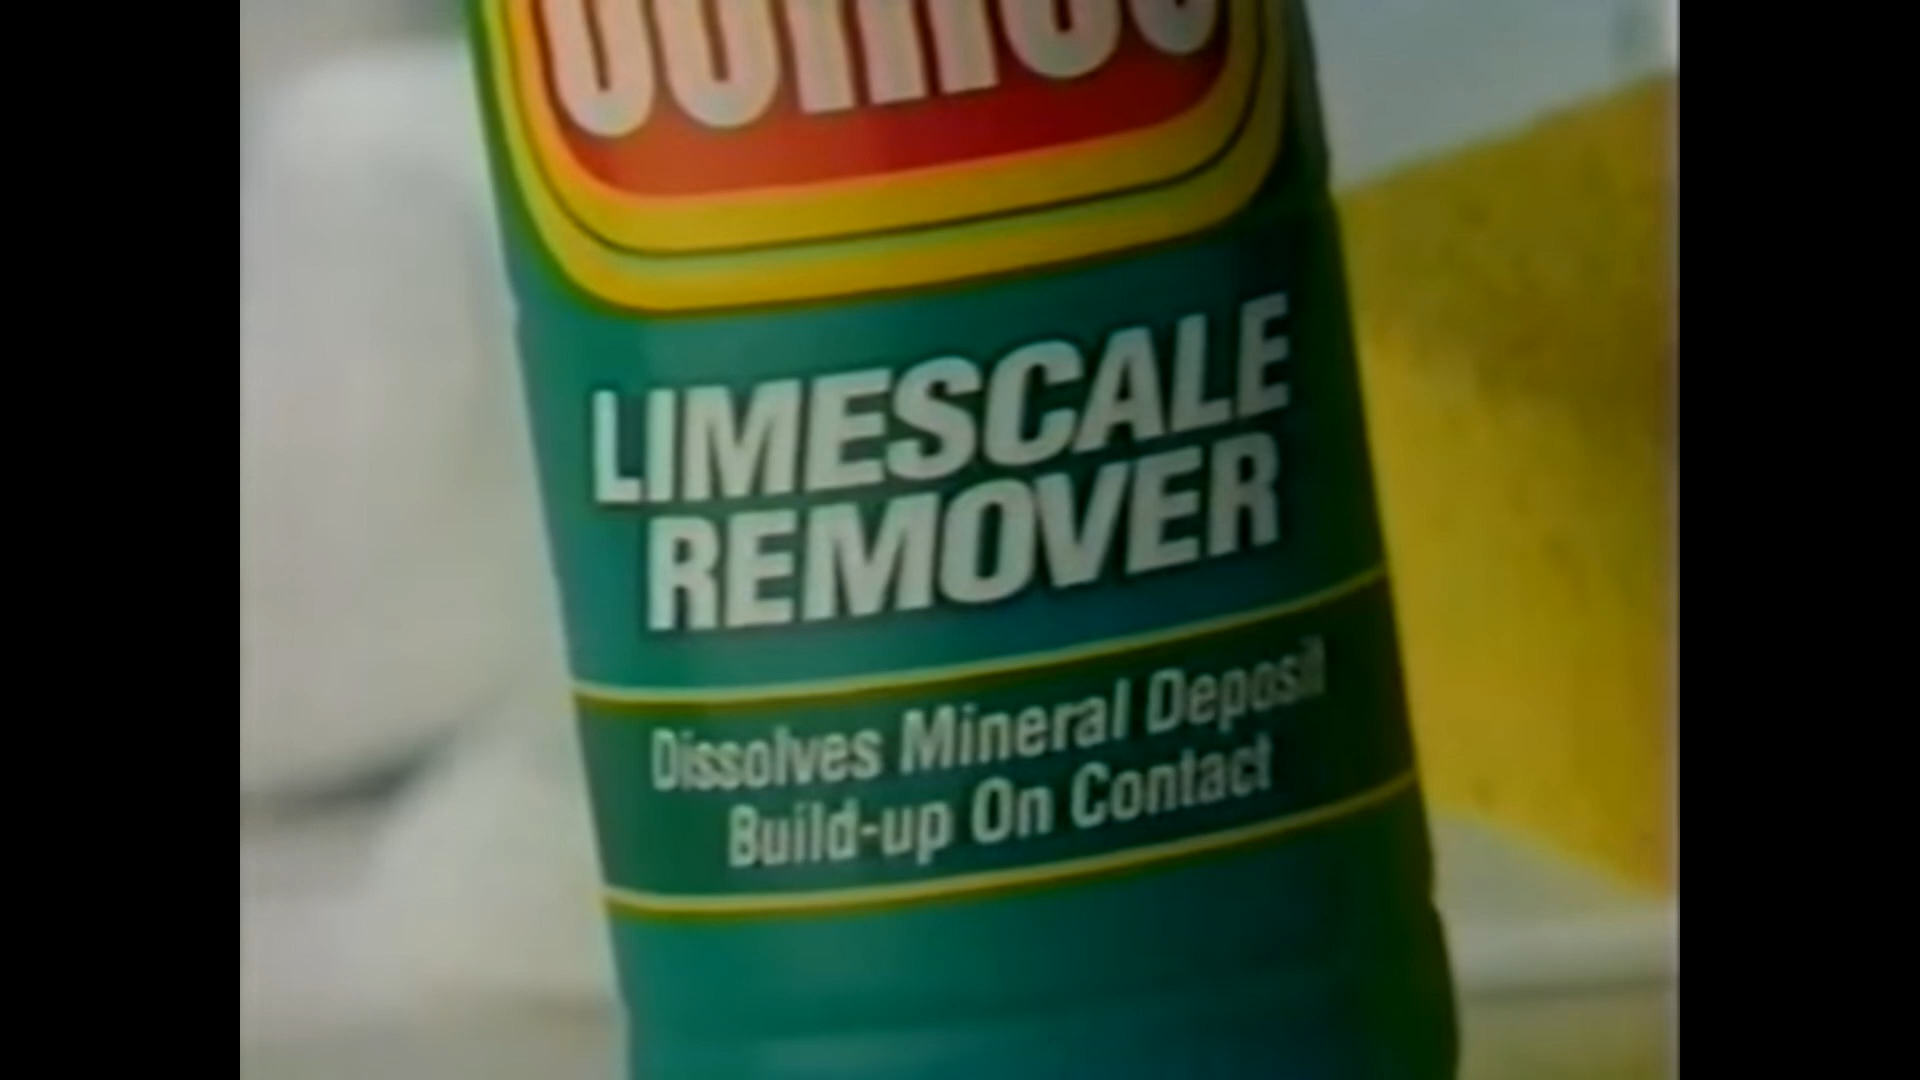 LIMESCALE
REMOVER
Dissolves Mineral Deposit
Build-up On Contact